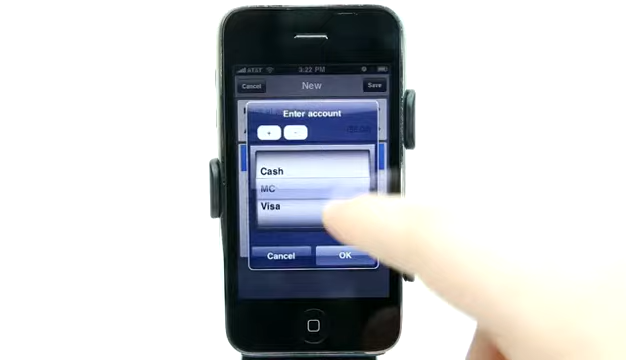 AT&T 3:22 PM
Cancel New Save
Enter account
+ -
Cash
MC
Visa
Cancel OK